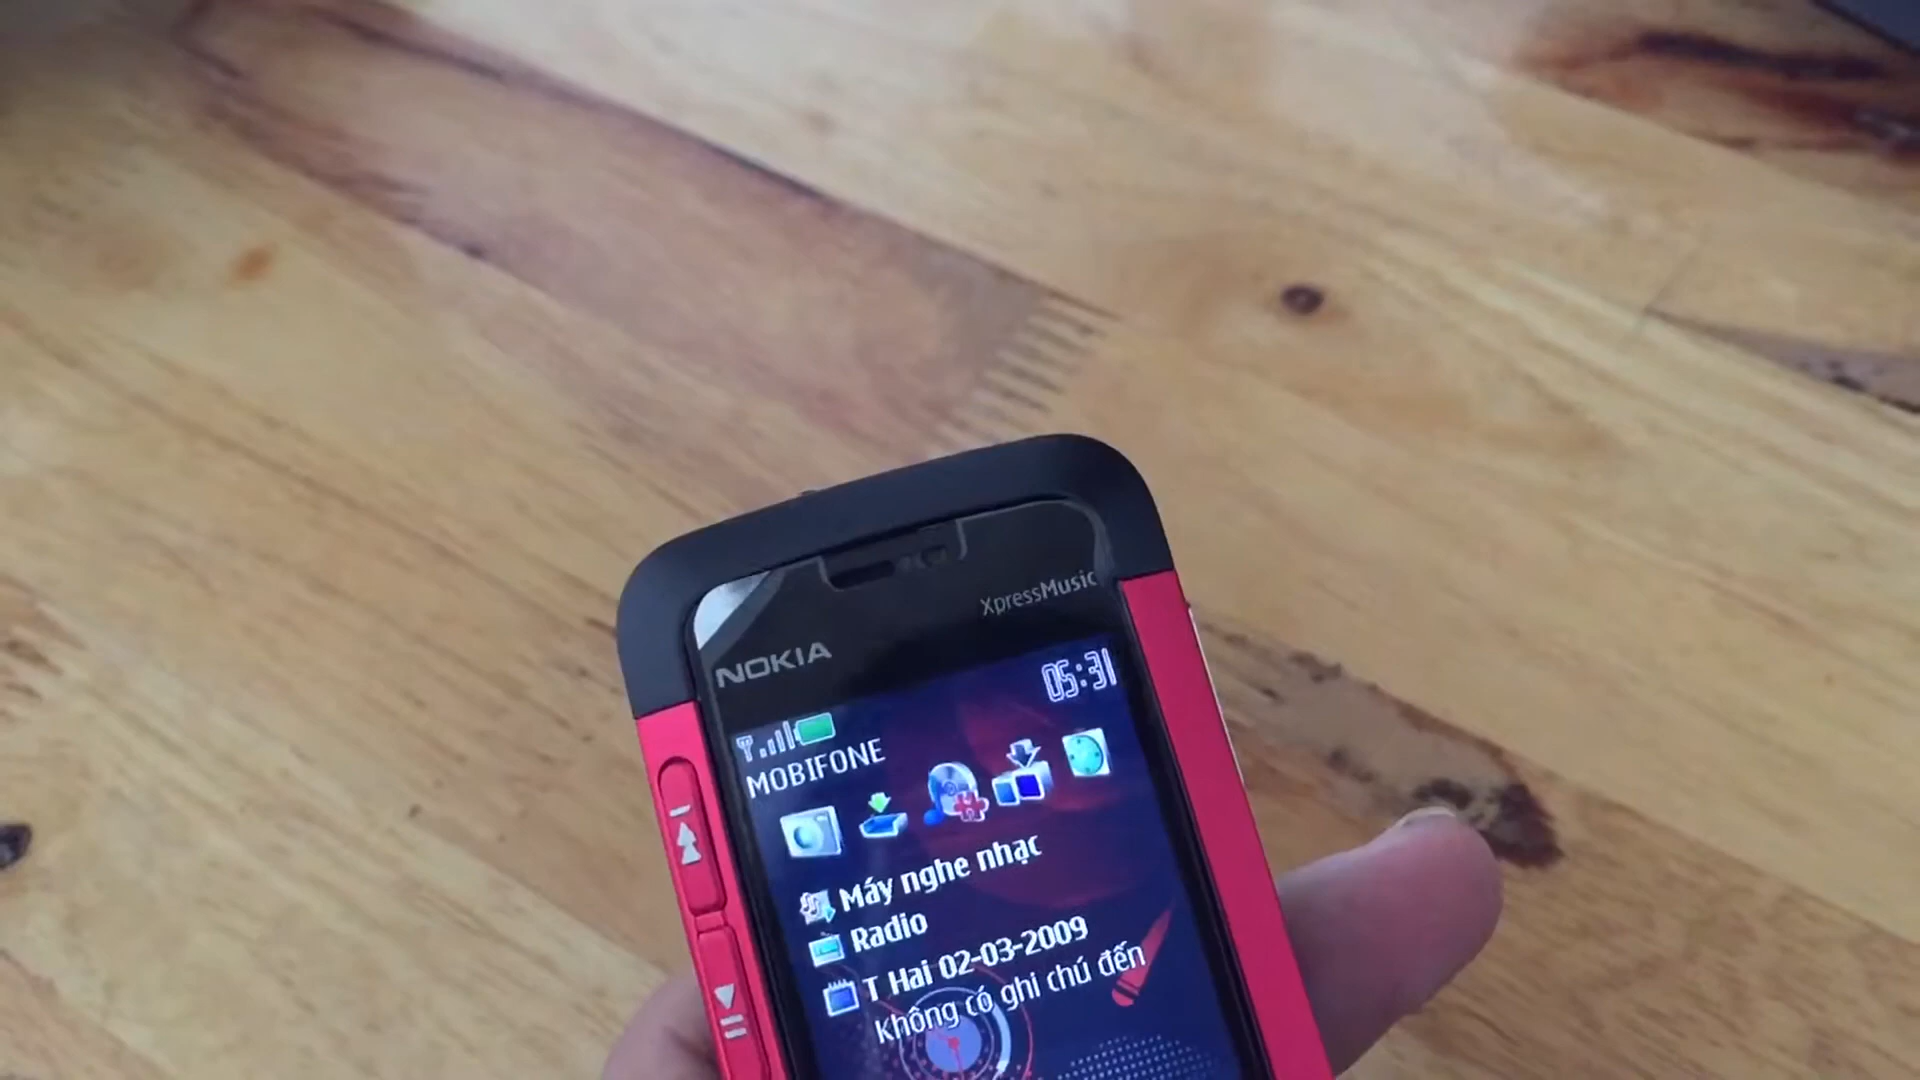 XpressMusic
NOKIA
05:31
MOBIFONE
Máy nghe nhạc
Radio
T Hai 02-03-2009
Không có ghi chú đến